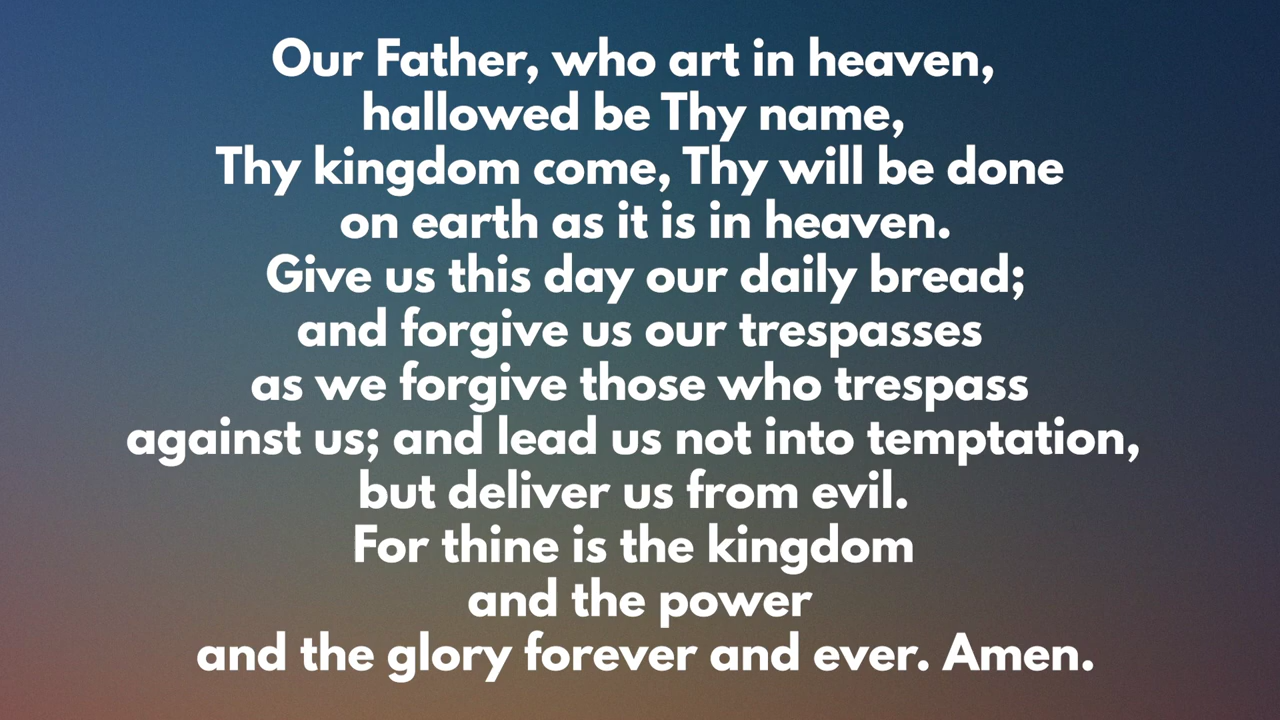 Our Father, who art in heaven,
hallowed be Thy name,
Thy kingdom come, Thy will be done
on earth as it is in heaven.
Give us this day our daily bread;
and forgive us our trespasses
as we forgive those who trespass
against us; and lead us not into temptation,
but deliver us from evil.
For thine is the kingdom
and the power
and the glory forever and ever. Amen.